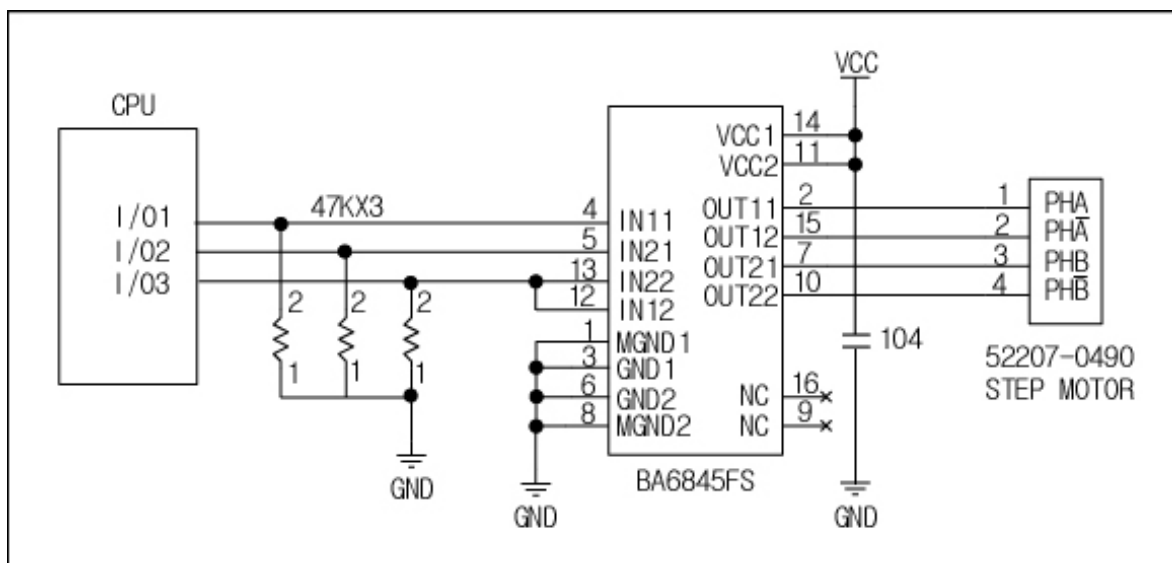 VCC
CPU
I/O1
I/O2
I/O3
47KX3
2
2
2
1
1
1
GND
4
5
13
12
1
3
6
8
IN11
IN21
IN22
IN12
MGND1
GND1
GND2
MGND2
GND
VCC1
VCC2
OUT11
OUT12
OUT21
OUT22
NC
NC
14
11
2
15
7
10
16
9
BA6845FS
104
GND
1
2
3
4
PHA
PHA̅
PHB
PHB̅
52207-0490
STEP MOTOR